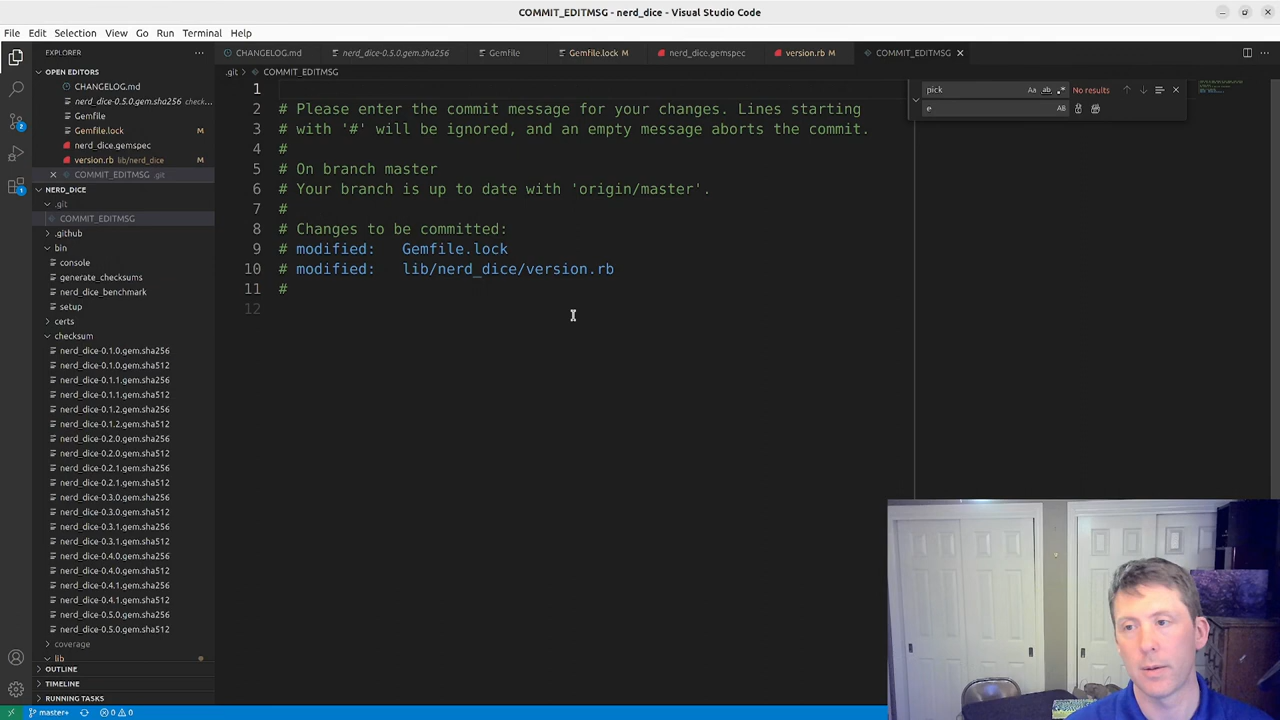 COMMIT_EDITMSG - nerd_dice - Visual Studio Code
File Edit Selection View Go Run Terminal Help
EXPLORER
CHANGELOG.md
nerd_dice-0.5.0.gem.sha256
Gemfile
Gemfile.lock M
nerd_dice.gemspec
version.rb M
COMMIT_EDITMSG
OPEN EDITORS
CHANGELOG.md
nerd_dice-0.5.0.gem.sha256 check...
Gemfile
Gemfile.lock M
nerd_dice.gemspec
version.rb lib/nerd_dice M
COMMIT_EDITMSG .git
NERD_DICE
.git
COMMIT_EDITMSG
.github
bin
console
generate_checksums
nerd_dice_benchmark
setup
certs
checksum
nerd_dice-0.1.0.gem.sha256
nerd_dice-0.1.0.gem.sha512
nerd_dice-0.1.1.gem.sha256
nerd_dice-0.1.1.gem.sha512
nerd_dice-0.1.2.gem.sha256
nerd_dice-0.1.2.gem.sha512
nerd_dice-0.2.0.gem.sha256
nerd_dice-0.2.0.gem.sha512
nerd_dice-0.2.1.gem.sha256
nerd_dice-0.2.1.gem.sha512
nerd_dice-0.3.0.gem.sha256
nerd_dice-0.3.0.gem.sha512
nerd_dice-0.3.1.gem.sha256
nerd_dice-0.3.1.gem.sha512
nerd_dice-0.4.0.gem.sha256
nerd_dice-0.4.0.gem.sha512
nerd_dice-0.4.1.gem.sha256
nerd_dice-0.4.1.gem.sha512
nerd_dice-0.5.0.gem.sha256
nerd_dice-0.5.0.gem.sha512
coverage
lib
OUTLINE
TIMELINE
RUNNING TASKS
.git > COMMIT_EDITMSG
1
2 # Please enter the commit message for your changes. Lines starting
3 # with '#' will be ignored, and an empty message aborts the commit.
4 #
5 # On branch master
6 # Your branch is up to date with 'origin/master'.
7 #
8 # Changes to be committed:
9 # modified:   Gemfile.lock
10 # modified:   lib/nerd_dice/version.rb
11 #
12
pick Aa ab .* No results
e AB
2
1
master+ 0 0